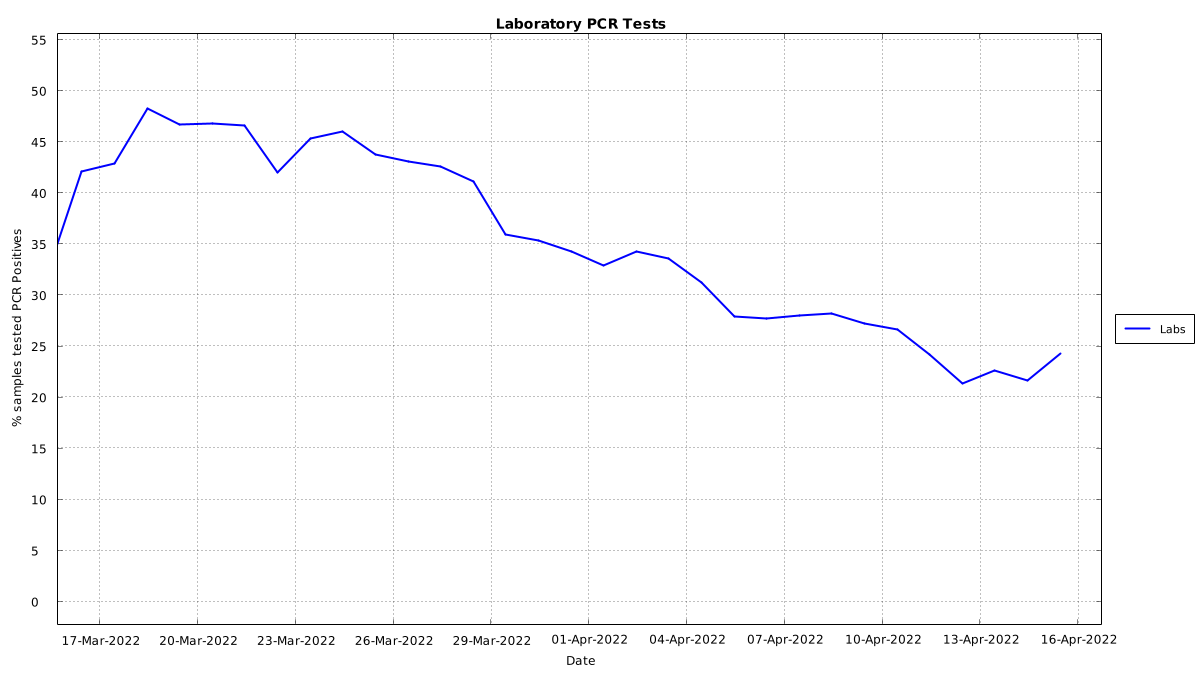 Laboratory PCR Tests
55
50
45
40
35
30
25
20
15
10
5
0
% samples tested PCR Positives
17-Mar-2022 20-Mar-2022 23-Mar-2022 26-Mar-2022 29-Mar-2022 01-Apr-2022 04-Apr-2022 07-Apr-2022 10-Apr-2022 13-Apr-2022 16-Apr-2022
Date
Labs